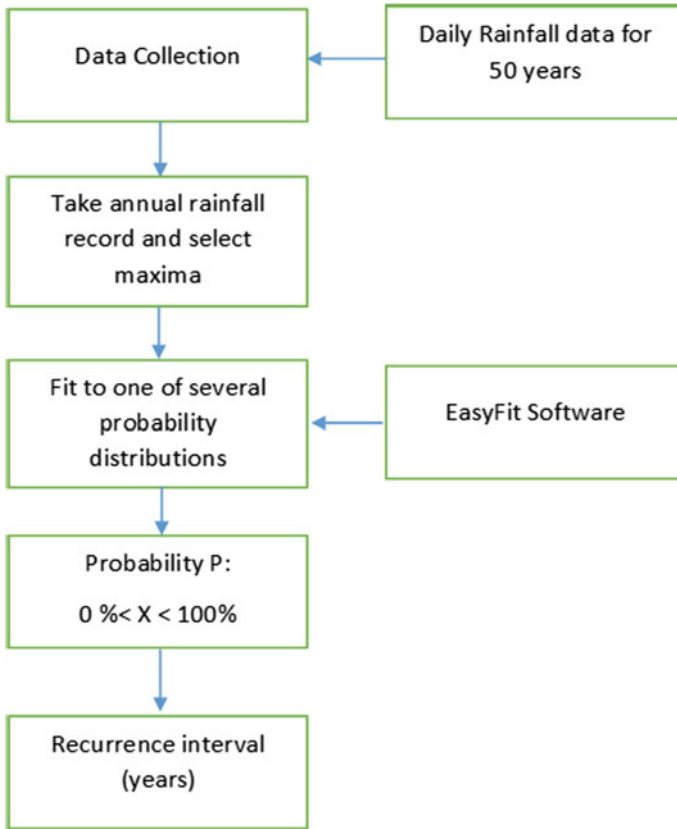 Data Collection
Daily Rainfall data for
50 years
Take annual rainfall
record and select
maxima
Fit to one of several
probability
distributions
EasyFit Software
Probability P:
0 %< X < 100%
Recurrence interval
(years)